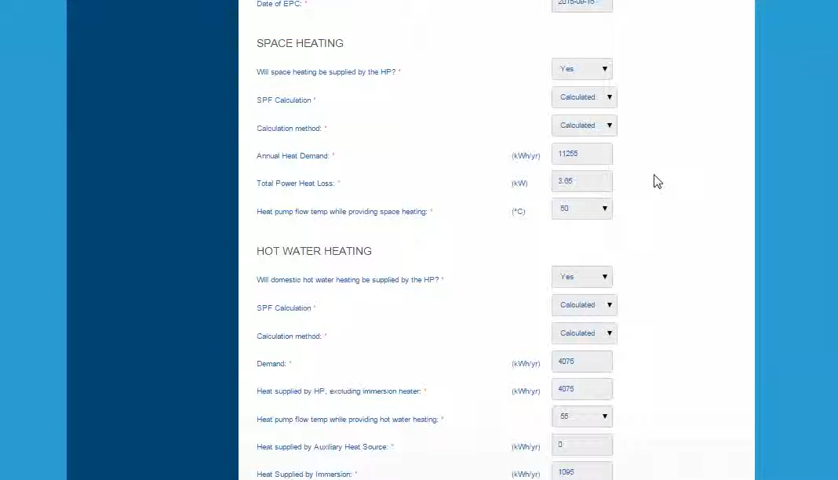 Date of EPC: * 2015-09-16
SPACE HEATING
Will space heating be supplied by the HP? * Yes
SPF Calculation * Calculated
Calculation method: * Calculated
Annual Heat Demand: * (kWh/yr) 11255
Total Power Heat Loss: * (kW) 3.65
Heat pump flow temp while providing space heating: * (°C) 50
HOT WATER HEATING
Will domestic hot water heating be supplied by the HP? * Yes
SPF Calculation * Calculated
Calculation method: * Calculated
Demand: * (kWh/yr) 4075
Heat supplied by HP, excluding immersion heater: * (kWh/yr) 4075
Heat pump flow temp while providing hot water heating: * 55
Heat supplied by Auxiliary Heat Source: * (kWh/yr) 0
Heat Supplied by Immersion: * (kWh/yr) 1095